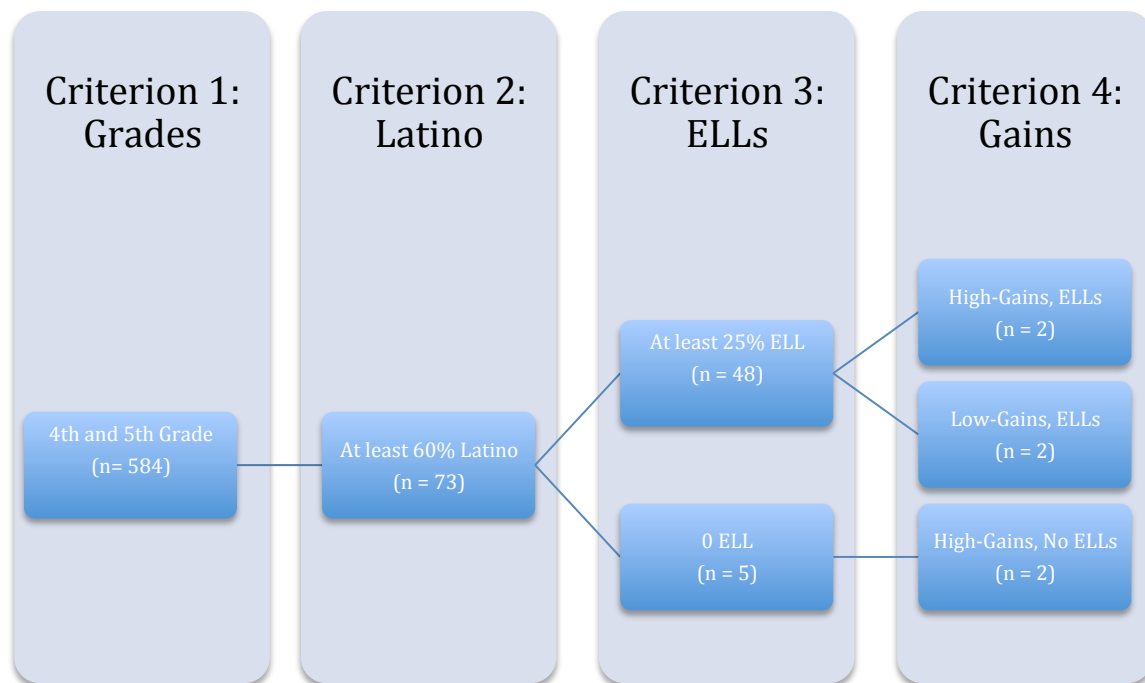 Criterion 1:
Grades
Criterion 2:
Latino
Criterion 3:
ELLs
Criterion 4:
Gains
4th and 5th Grade
(n= 584)
At least 60% Latino
(n = 73)
At least 25% ELL
(n = 48)
0 ELL
(n = 5)
High-Gains, ELLs
(n = 2)
Low-Gains, ELLs
(n = 2)
High-Gains, No ELLs
(n = 2)